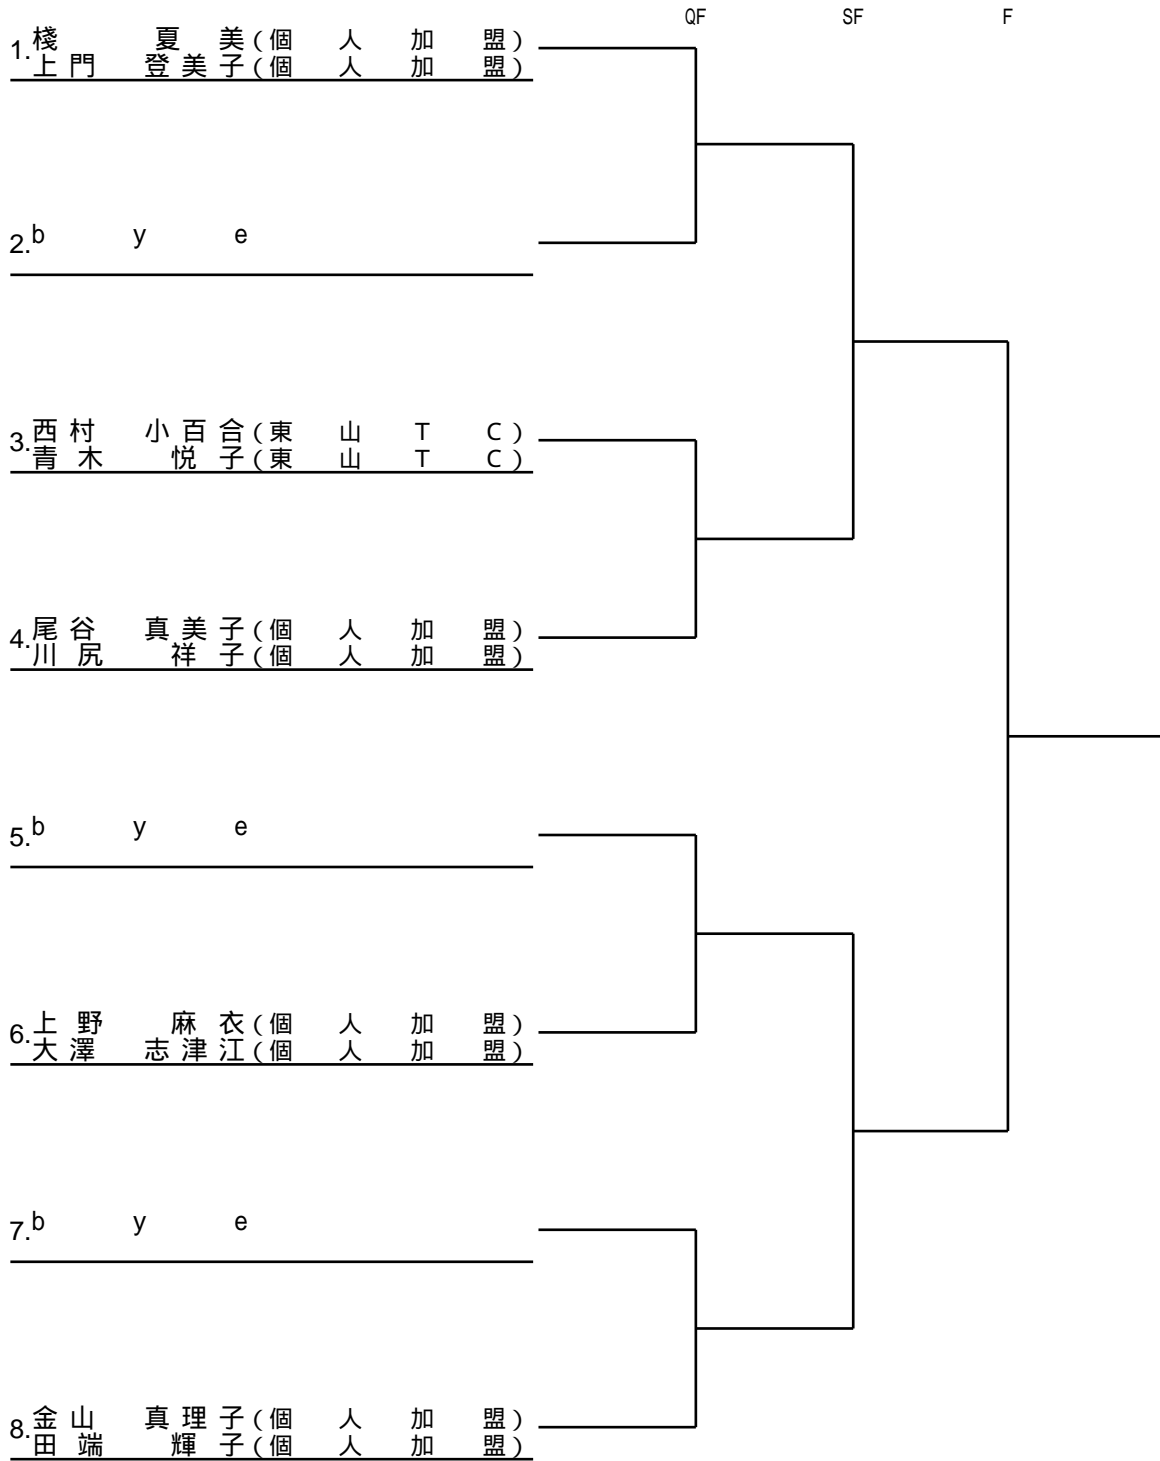 QF SF F
1. 棧 夏 美 (個 人 加 盟)
上 門 登 美 子 (個 人 加 盟)
2. b y e
3. 西 村 小 百 合 (東 山 T C)
青 木 悦 子 (東 山 T C)
4. 尾 谷 真 美 子 (個 人 加 盟)
川 尻 祥 子 (個 人 加 盟)
5. b y e
6. 上 野 麻 衣 (個 人 加 盟)
大 澤 志 津 江 (個 人 加 盟)
7. b y e
8. 金 山 真 理 子 (個 人 加 盟)
田 端 輝 子 (個 人 加 盟)